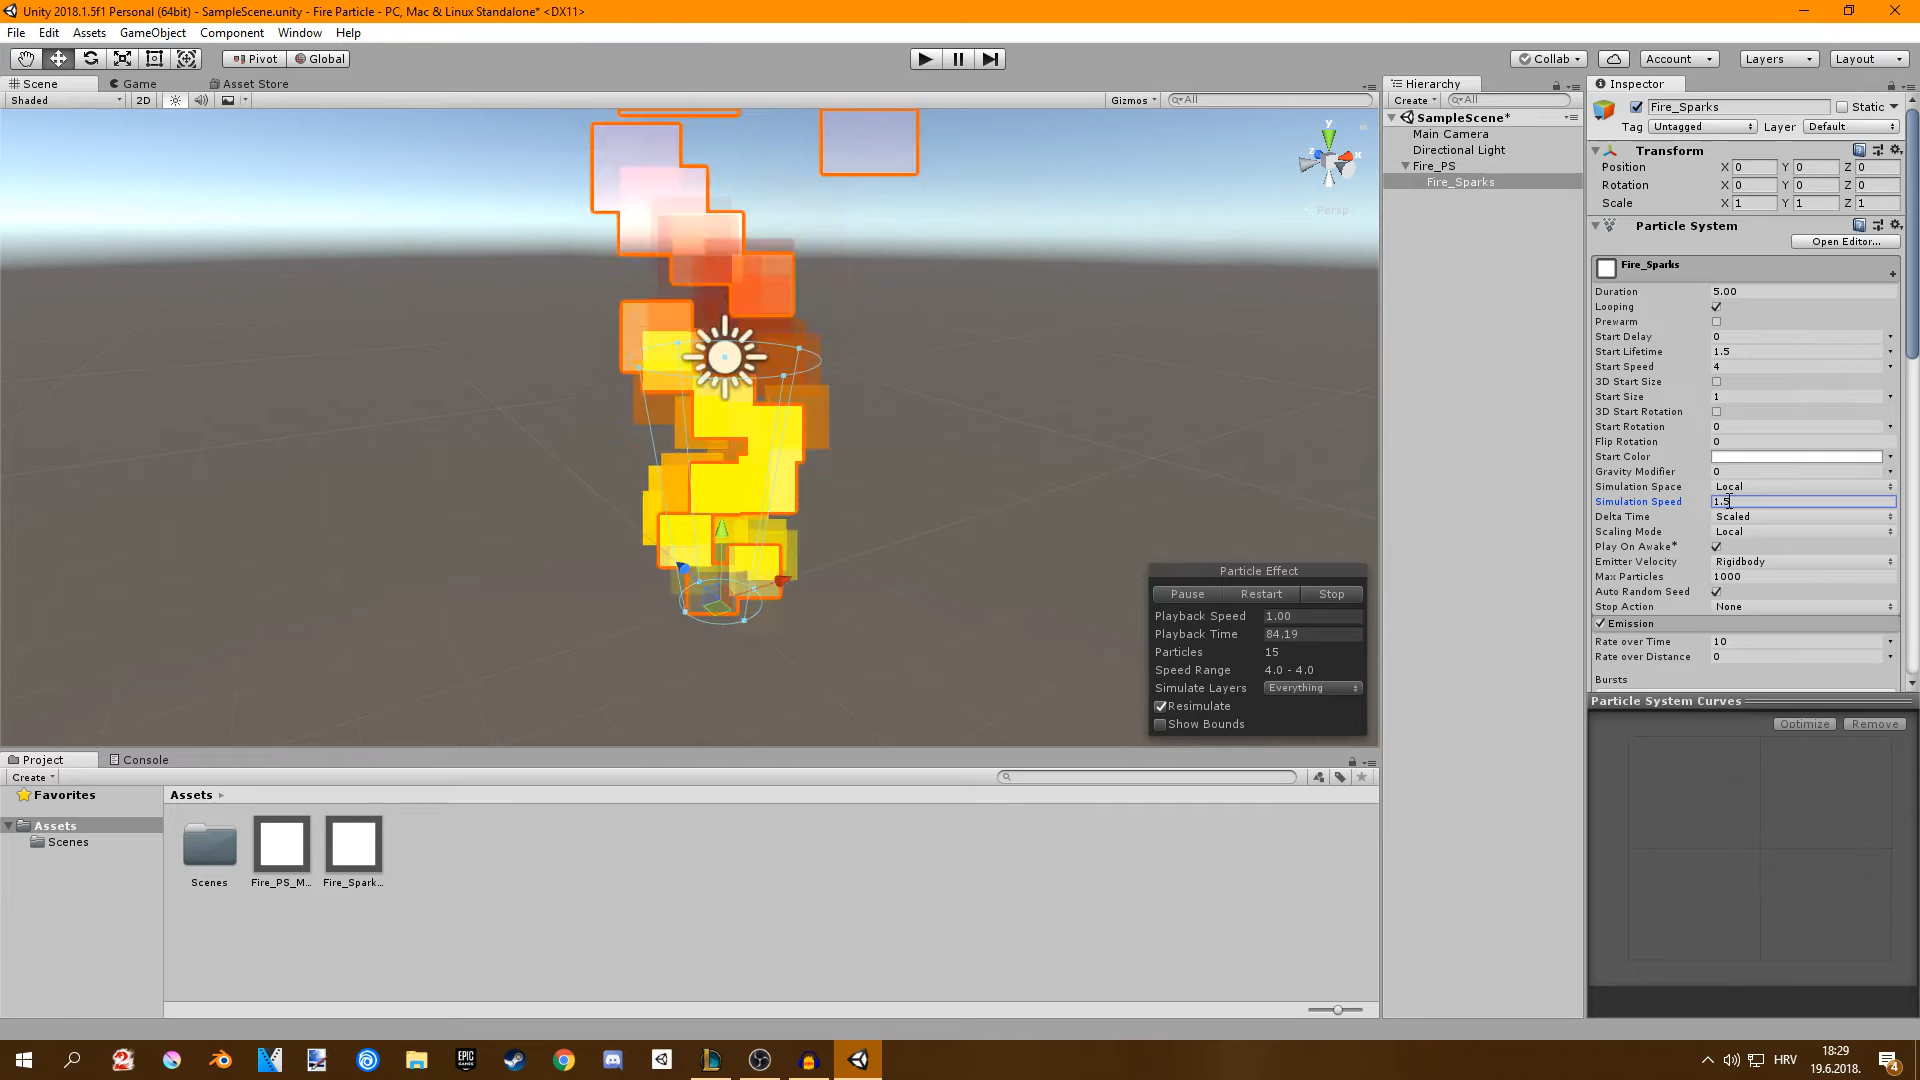 Unity 2018.1.5f1 Personal (64bit) - SampleScene.unity - Fire Particle - PC, Mac & Linux Standalone* <DX11>
File Edit Assets GameObject Component Window Help
Pivot Global Collab Account Layers Layout
Scene Game Asset Store
Shaded 2D Gizmos All
Persp
y
x
z
Particle Effect
Pause Restart Stop
Playback Speed 1.00
Playback Time 84.19
Particles 15
Speed Range 4.0 - 4.0
Simulate Layers Everything
Resimulate
Show Bounds
Hierarchy
Create All
SampleScene*
Main Camera
Directional Light
Fire_PS
Fire_Sparks
Inspector
Fire_Sparks Static
Tag Untagged Layer Default
Transform
Position X 0 Y 0 Z 0
Rotation X 0 Y 0 Z 0
Scale X 1 Y 1 Z 1
Particle System
Open Editor...
Fire_Sparks
Duration 5.00
Looping
Prewarm
Start Delay 0
Start Lifetime 1.5
Start Speed 4
3D Start Size
Start Size 1
3D Start Rotation
Start Rotation 0
Flip Rotation 0
Start Color
Gravity Modifier 0
Simulation Space Local
Simulation Speed 1.5
Delta Time Scaled
Scaling Mode Local
Play On Awake*
Emitter Velocity Rigidbody
Max Particles 1000
Auto Random Seed
Stop Action None
Emission
Rate over Time 10
Rate over Distance 0
Bursts
Particle System Curves
Optimize Remove
Project Console
Create
Favorites
Assets
Scenes
Assets
Scenes Fire_PS_M... Fire_Spark...
EPIC GAMES
HRV
18:29
19.6.2018.
4